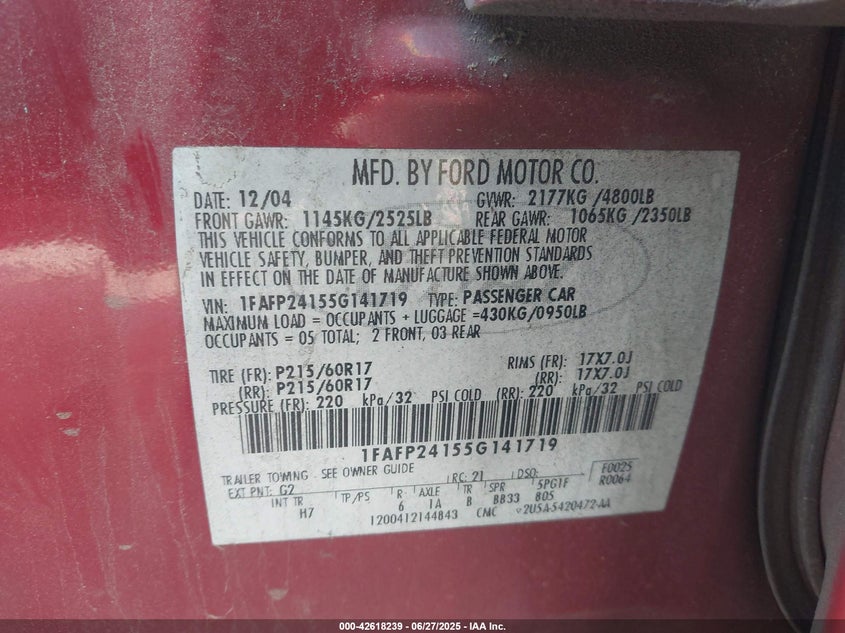 MFD. BY FORD MOTOR CO.
DATE: 12/04 GVWR: 2177KG /4800LB
FRONT GAWR: 1145KG/2525LB REAR GAWR: 1065KG /2350LB
THIS VEHICLE CONFORMS TO ALL APPLICABLE FEDERAL MOTOR
VEHICLE SAFETY, BUMPER, AND THEFT PREVENTION STANDARDS
IN EFFECT ON THE DATE OF MANUFACTURE SHOWN ABOVE.
VIN: 1FAFP24155G141719 TYPE: PASSENGER CAR
MAXIMUM LOAD = OCCUPANTS + LUGGAGE =430KG/0950LB
OCCUPANTS = 05 TOTAL; 2 FRONT, 03 REAR
TIRE (FR): P215/60R17 RIMS (FR): 17X7.0J
(RR): P215/60R17 (RR): 17X7.0J
PRESSURE (FR): 220 kPa/32 PSI COLD (RR): 220 kPa/32 PSI COLD
1FAFP24155G141719
TRAILER TOWING - SEE OWNER GUIDE RC: 21 DSO: F0025
EXT PNT: G2 R0064
INT TR TP/PS R AXLE TR SPR 5PG1F
H7 6 1A B BB33 B05
1200412144843 CMC v2U5A-5420472-AA
000-42618239 - 06/27/2025 - IAA Inc.